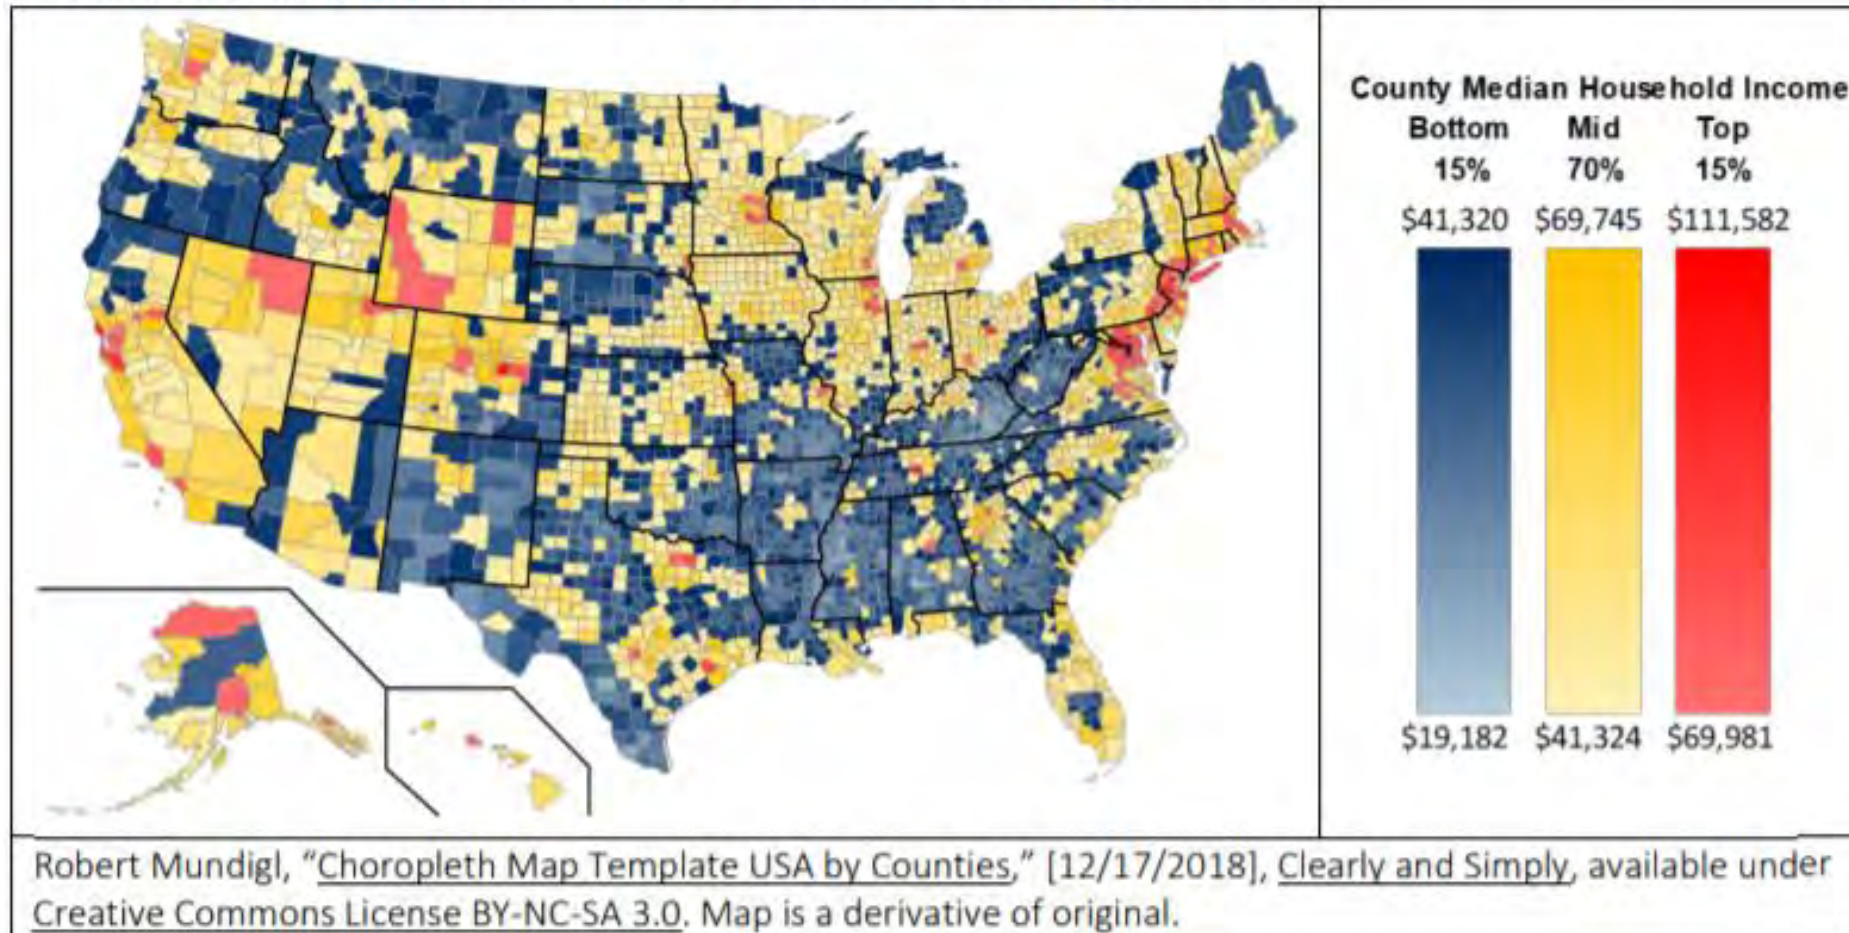 County Median Household Income
Bottom Mid Top
15% 70% 15%
$41,320 $69,745 $111,582
$19,182 $41,324 $69,981
Robert Mundigl, “Choropleth Map Template USA by Counties,” [12/17/2018], Clearly and Simply, available under
Creative Commons License BY-NC-SA 3.0. Map is a derivative of original.